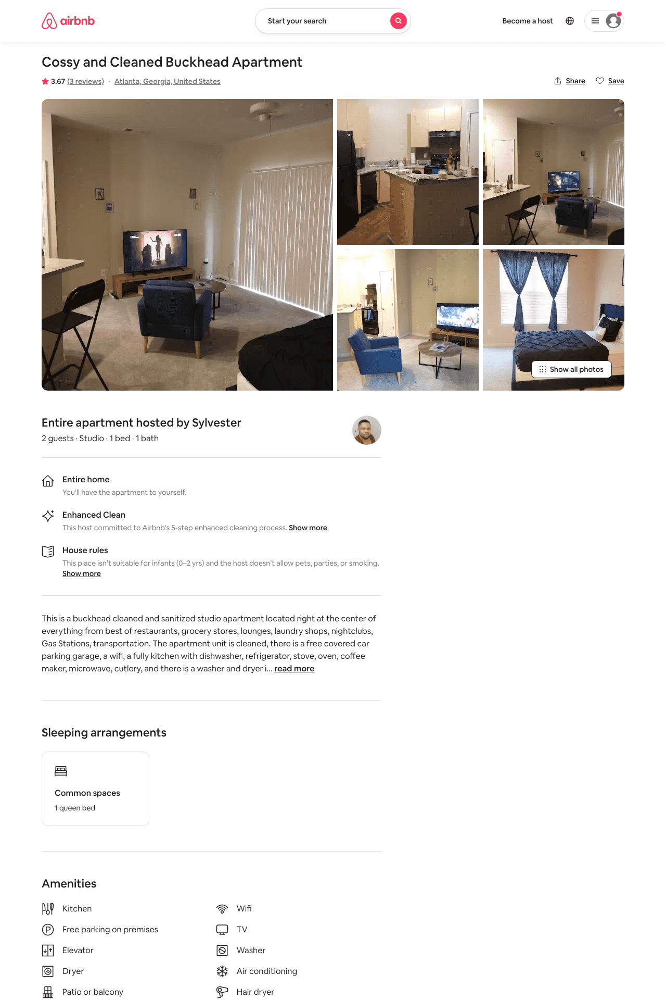 airbnb
Start your search
Become a host
Cossy and Cleaned Buckhead Apartment
3.67 (3 reviews) · Atlanta, Georgia, United States
Share
Save
Show all photos
Entire apartment hosted by Sylvester
2 guests · Studio · 1 bed · 1 bath
Entire home
You’ll have the apartment to yourself.
Enhanced Clean
This host committed to Airbnb's 5-step enhanced cleaning process. Show more
House rules
This place isn’t suitable for infants (0–2 yrs) and the host doesn’t allow pets, parties, or smoking.
Show more
This is a buckhead cleaned and sanitized studio apartment located right at the center of
everything from best of restaurants, grocery stores, lounges, laundry shops, nightclubs,
Gas Stations, transportation. The apartment unit is cleaned, there is a free covered car
parking garage, a wifi, a fully kitchen with dishwasher, refrigerator, stove, oven, coffee
maker, microwave, cutlery, and there is a washer and dryer i... read more
Sleeping arrangements
Common spaces
1 queen bed
Amenities
Kitchen
Wifi
Free parking on premises
TV
Elevator
Washer
Dryer
Air conditioning
Patio or balcony
Hair dryer